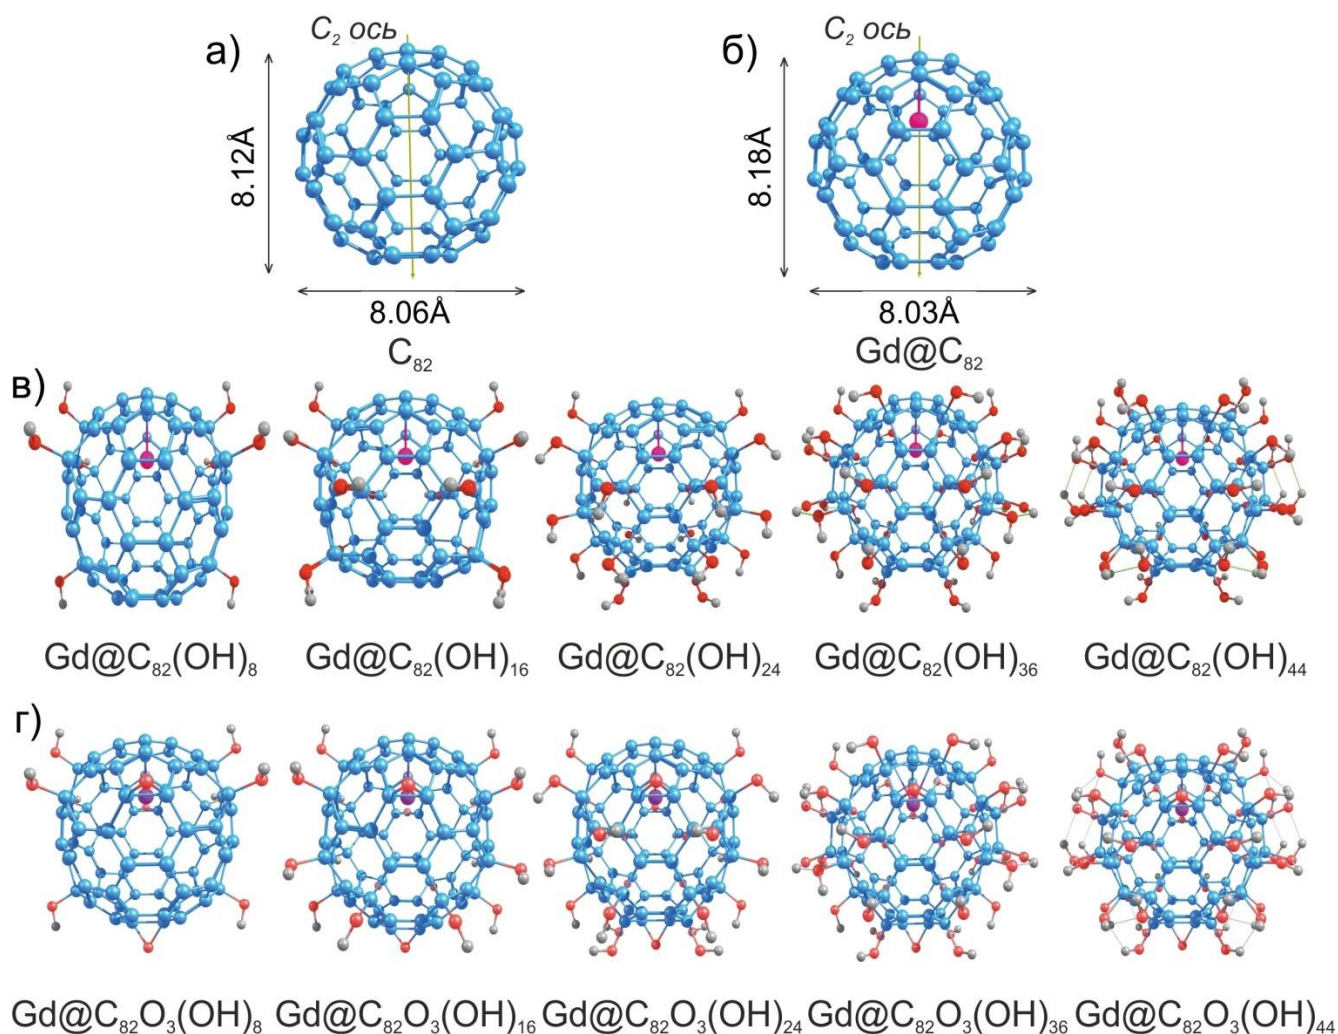 а)
C₂ ось
8.12Å
8.06Å
C₈₂
б)
C₂ ось
8.18Å
8.03Å
Gd@C₈₂
в)
Gd@C₈₂(OH)₈ Gd@C₈₂(OH)₁₆ Gd@C₈₂(OH)₂₄ Gd@C₈₂(OH)₃₆ Gd@C₈₂(OH)₄₄
г)
Gd@C₈₂O₃(OH)₈ Gd@C₈₂O₃(OH)₁₆ Gd@C₈₂O₃(OH)₂₄ Gd@C₈₂O₃(OH)₃₆ Gd@C₈₂O₃(OH)₄₄